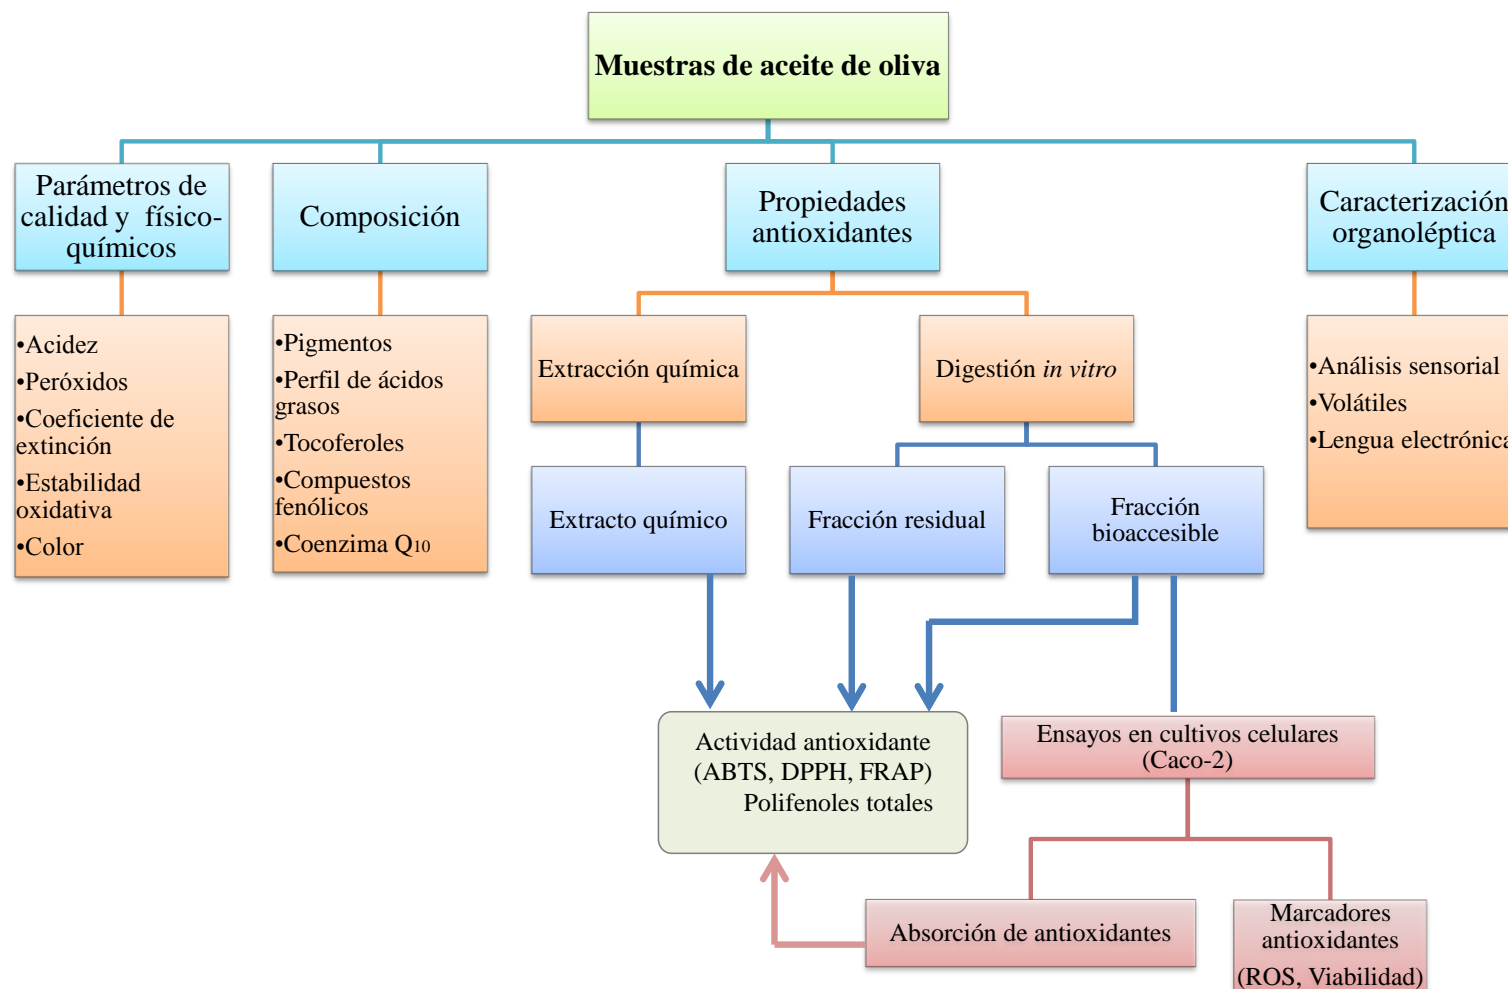 Muestras de aceite de oliva
Parámetros de
calidad y físico-
químicos
Composición
Propiedades
antioxidantes
Caracterización
organoléptica
•Acidez
•Peróxidos
•Coeficiente de
extinción
•Estabilidad
oxidativa
•Color
•Pigmentos
•Perfil de ácidos
grasos
•Tocoferoles
•Compuestos
fenólicos
•Coenzima Q10
Extracción química
Digestión in vitro
•Análisis sensorial
•Volátiles
•Lengua electrónica
Extracto químico
Fracción residual
Fracción
bioaccesible
Actividad antioxidante
(ABTS, DPPH, FRAP)
Polifenoles totales
Ensayos en cultivos celulares
(Caco-2)
Absorción de antioxidantes
Marcadores
antioxidantes
(ROS, Viabilidad)